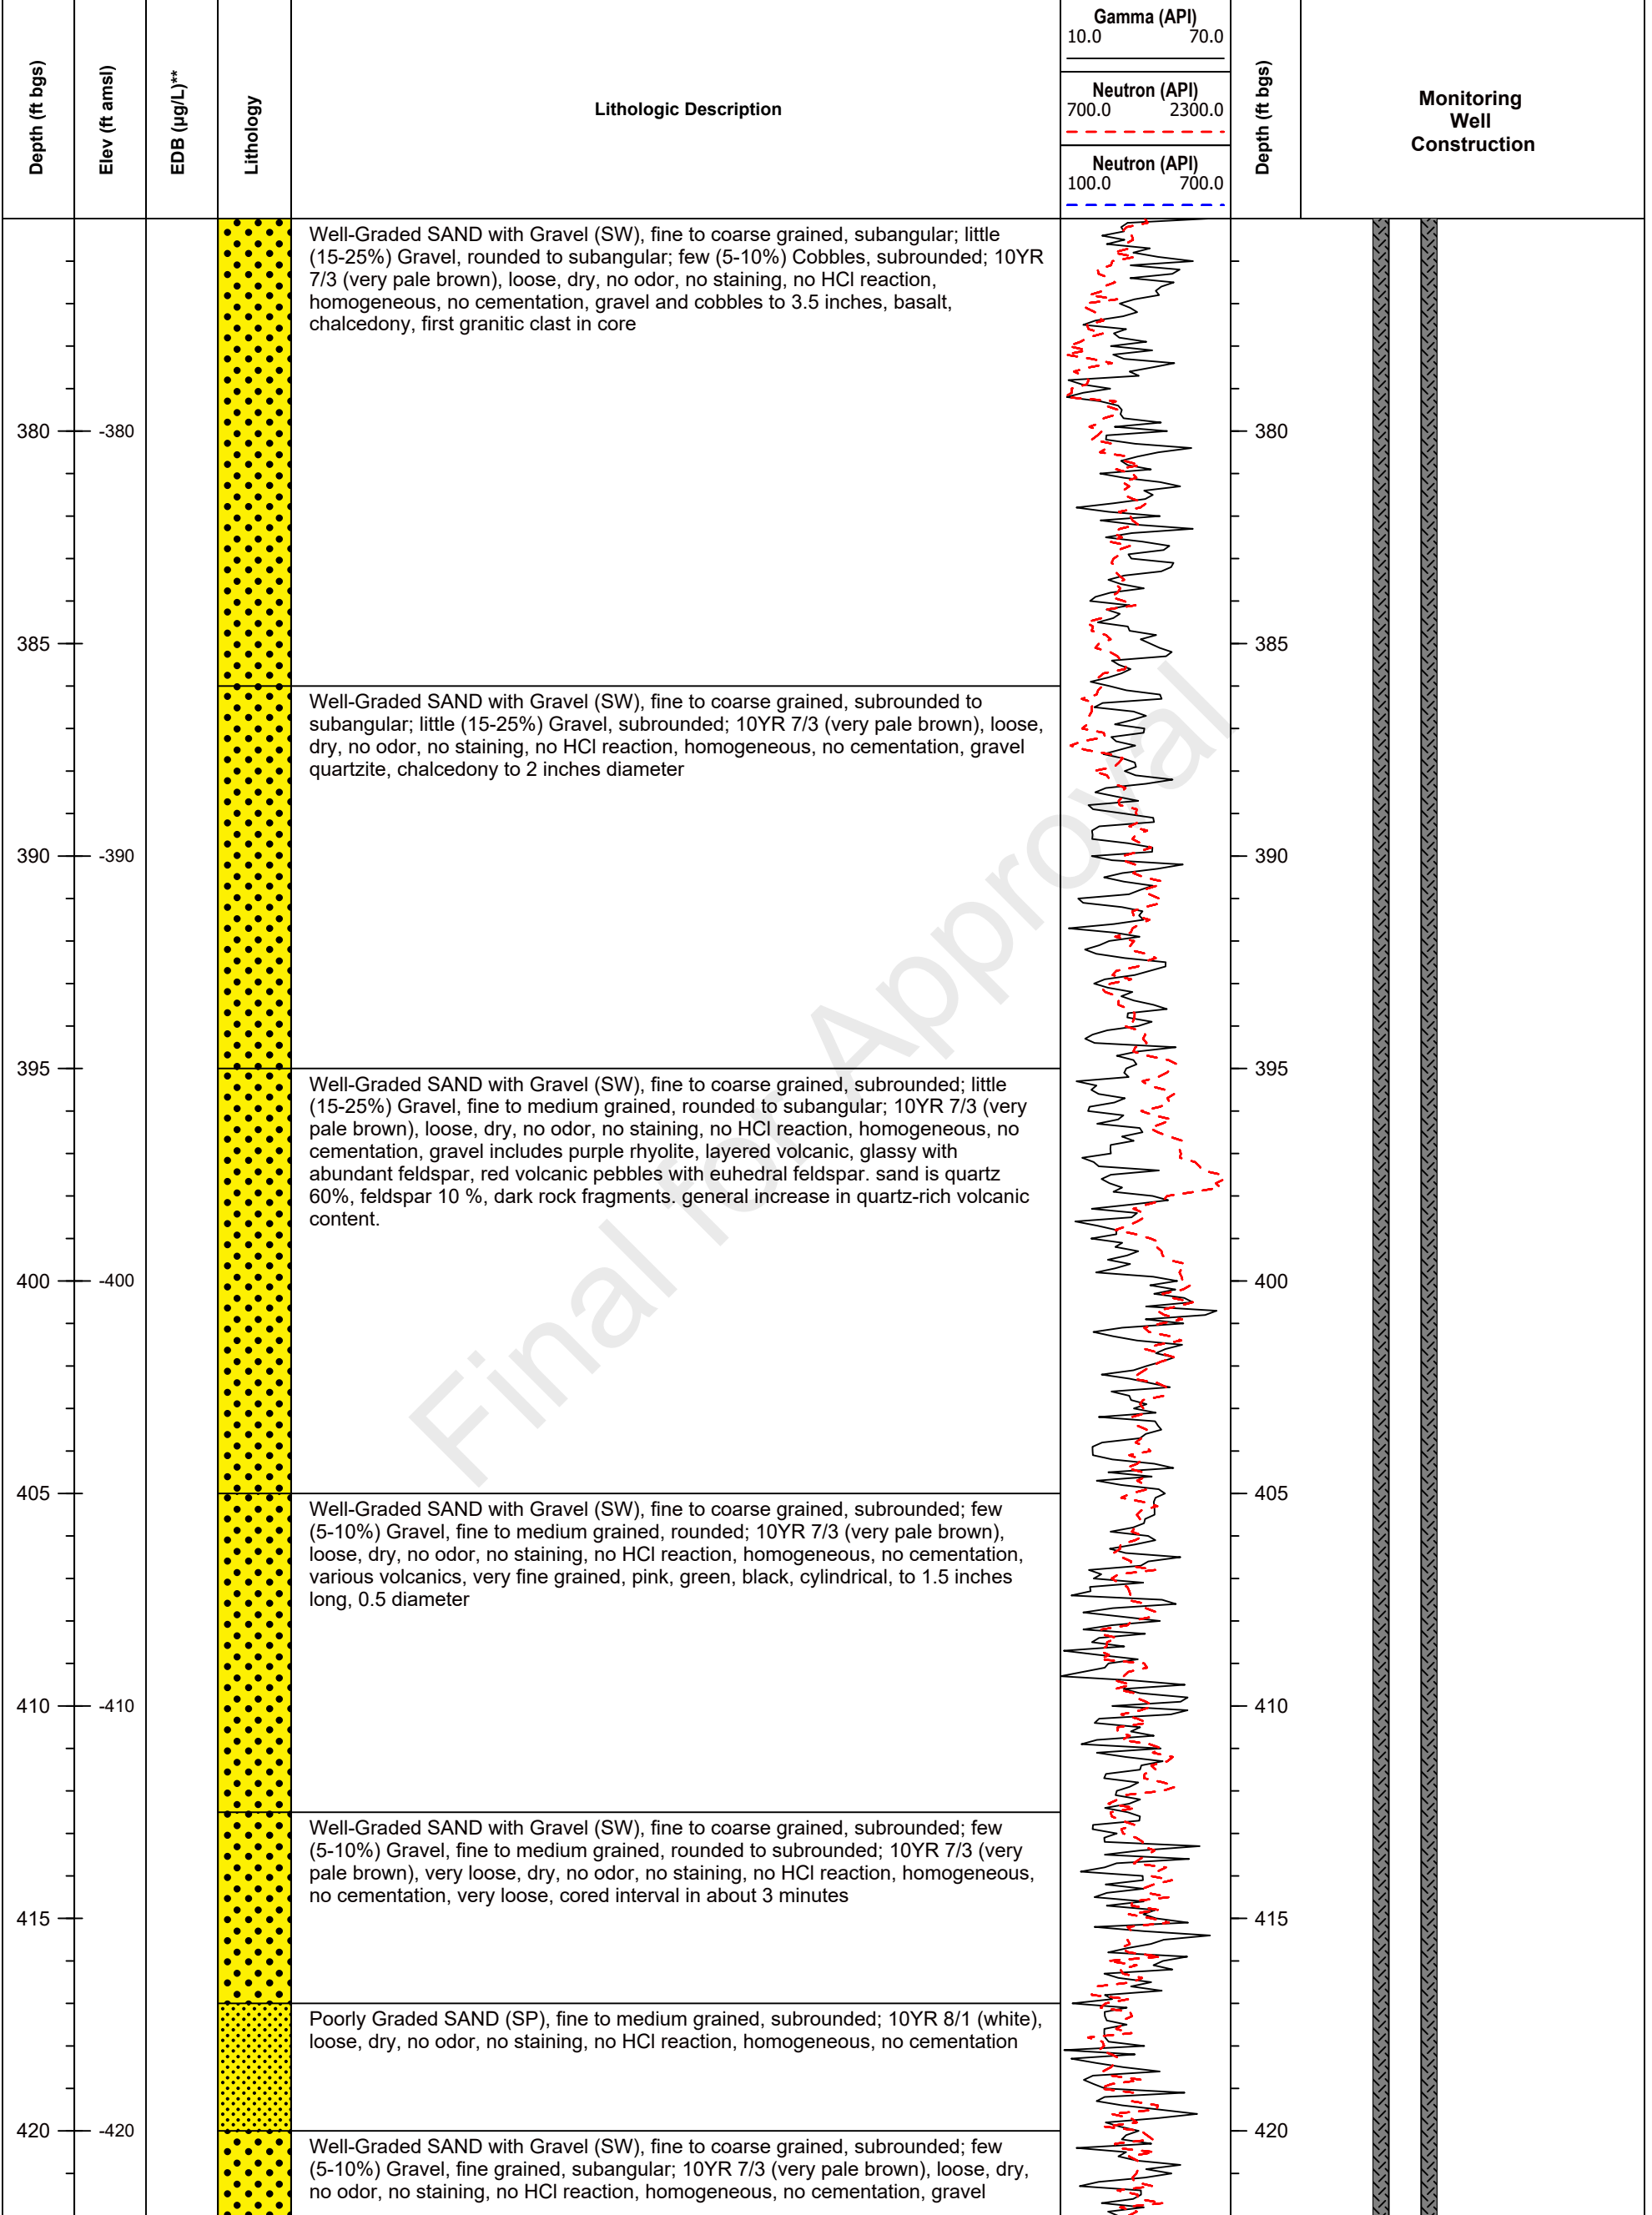 Depth (ft bgs)
Elev (ft amsl)
EDB (µg/L)**
Lithology
Lithologic Description
Gamma (API)
10.0 70.0
Neutron (API)
700.0 2300.0
Neutron (API)
100.0 700.0
Depth (ft bgs)
Monitoring
Well
Construction
Well-Graded SAND with Gravel (SW), fine to coarse grained, subangular; little
(15-25%) Gravel, rounded to subangular; few (5-10%) Cobbles, subrounded; 10YR
7/3 (very pale brown), loose, dry, no odor, no staining, no HCl reaction,
homogeneous, no cementation, gravel and cobbles to 3.5 inches, basalt,
chalcedony, first granitic clast in core
380 -380 380
385 385
Well-Graded SAND with Gravel (SW), fine to coarse grained, subrounded to
subangular; little (15-25%) Gravel, subrounded; 10YR 7/3 (very pale brown), loose,
dry, no odor, no staining, no HCl reaction, homogeneous, no cementation, gravel
quartzite, chalcedony to 2 inches diameter
390 -390 390
395 395
Well-Graded SAND with Gravel (SW), fine to coarse grained, subrounded; little
(15-25%) Gravel, fine to medium grained, rounded to subangular; 10YR 7/3 (very
pale brown), loose, dry, no odor, no staining, no HCl reaction, homogeneous, no
cementation, gravel includes purple rhyolite, layered volcanic, glassy with
abundant feldspar, red volcanic pebbles with euhedral feldspar. sand is quartz
60%, feldspar 10 %, dark rock fragments. general increase in quartz-rich volcanic
content.
400 -400 400
405 405
Well-Graded SAND with Gravel (SW), fine to coarse grained, subrounded; few
(5-10%) Gravel, fine to medium grained, rounded; 10YR 7/3 (very pale brown),
loose, dry, no odor, no staining, no HCl reaction, homogeneous, no cementation,
various volcanics, very fine grained, pink, green, black, cylindrical, to 1.5 inches
long, 0.5 diameter
410 -410 410
Well-Graded SAND with Gravel (SW), fine to coarse grained, subrounded; few
(5-10%) Gravel, fine to medium grained, rounded to subrounded; 10YR 7/3 (very
pale brown), very loose, dry, no odor, no staining, no HCl reaction, homogeneous,
no cementation, very loose, cored interval in about 3 minutes
415 415
Poorly Graded SAND (SP), fine to medium grained, subrounded; 10YR 8/1 (white),
loose, dry, no odor, no staining, no HCl reaction, homogeneous, no cementation
420 -420 420
Well-Graded SAND with Gravel (SW), fine to coarse grained, subrounded; few
(5-10%) Gravel, fine grained, subangular; 10YR 7/3 (very pale brown), loose, dry,
no odor, no staining, no HCl reaction, homogeneous, no cementation, gravel
Final for Approval